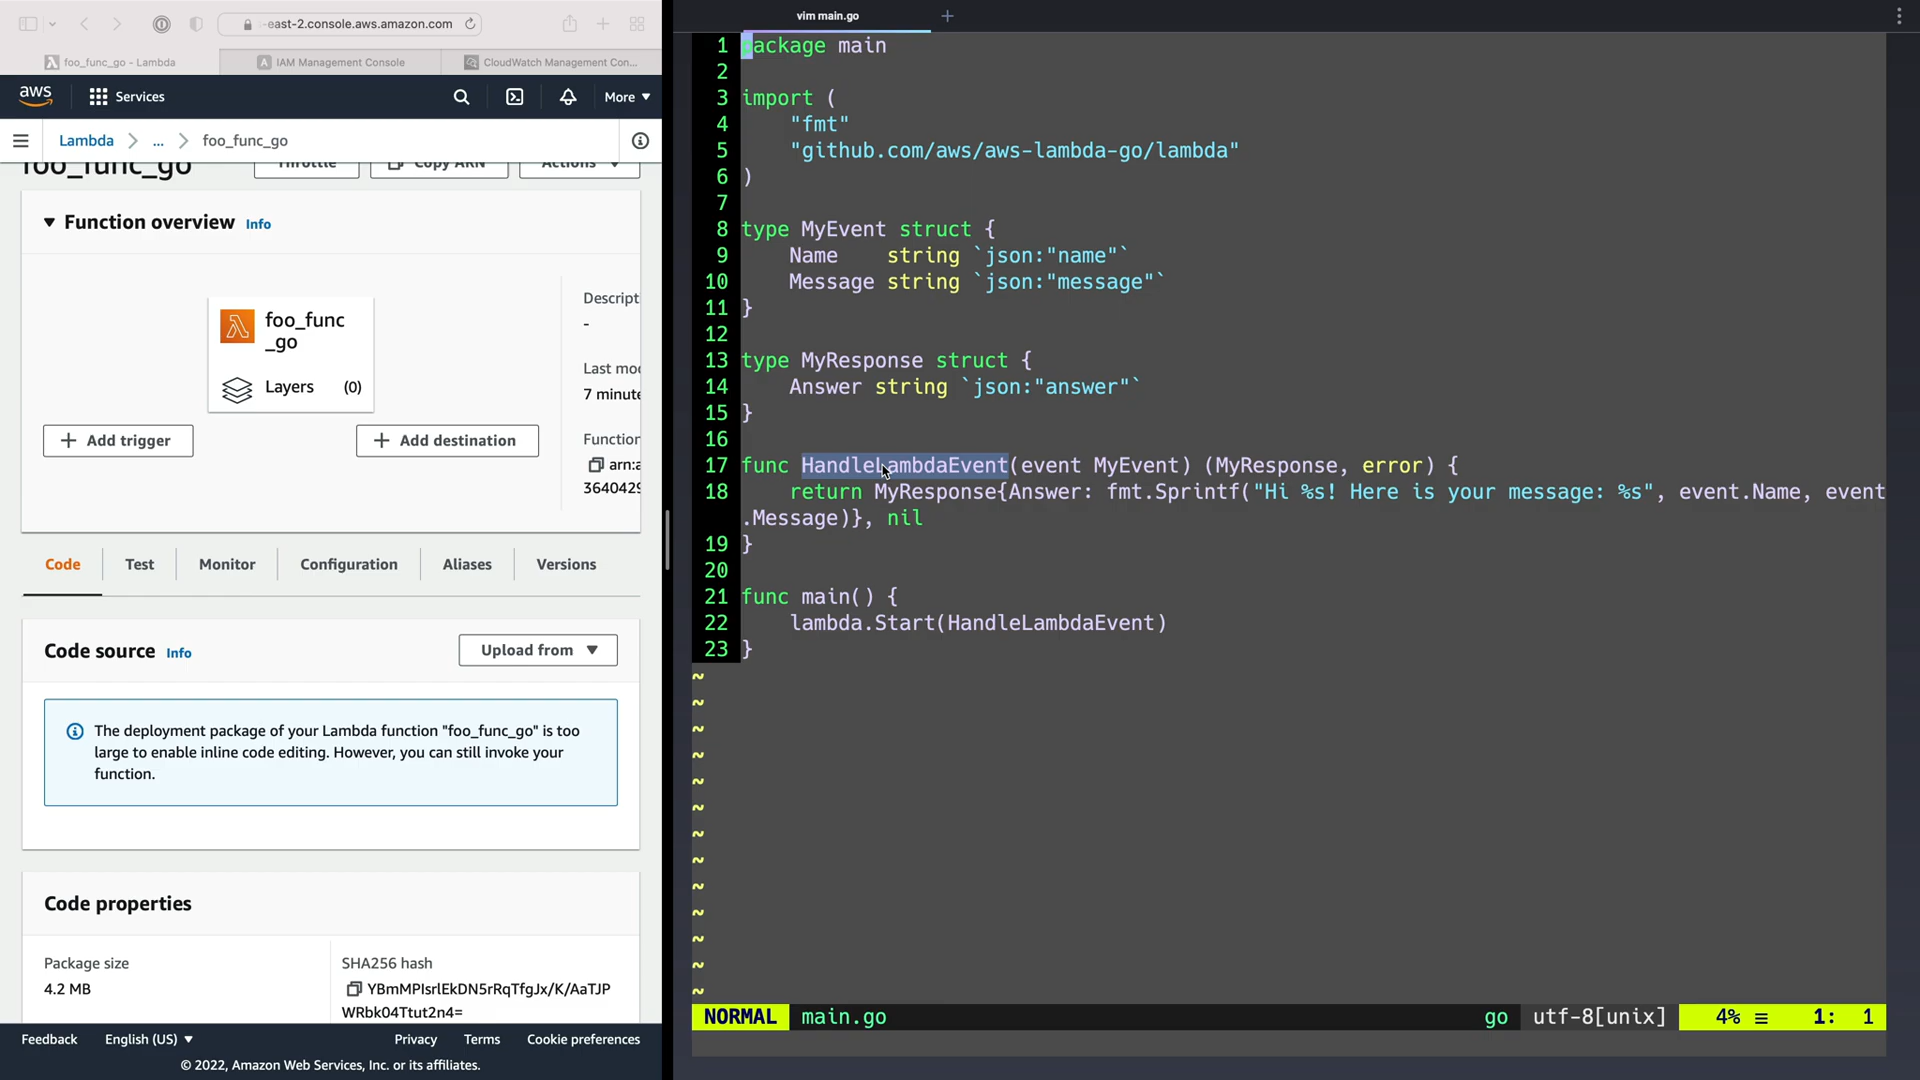 -east-2.console.aws.amazon.com
foo_func_go - Lambda
IAM Management Console
CloudWatch Management Con...
aws
Services
More
Lambda
...
foo_func_go
foo_func_go
Throttle
Copy ARN
Actions
Function overview
Info
foo_func
_go
Layers
(0)
Add trigger
Add destination
Descript
-
Last mod
7 minute
Function
arn:a
3640429
Code
Test
Monitor
Configuration
Aliases
Versions
Code source
Info
Upload from
The deployment package of your Lambda function "foo_func_go" is too
large to enable inline code editing. However, you can still invoke your
function.
Code properties
Package size
4.2 MB
SHA256 hash
YBmMPIsrlEkDN5rRqTfgJx/K/AaTJP
WRbk04Ttut2n4=
Feedback
English (US)
Privacy
Terms
Cookie preferences
© 2022, Amazon Web Services, Inc. or its affiliates.
vim main.go
1 package main
2
3 import (
4     "fmt"
5     "github.com/aws/aws-lambda-go/lambda"
6 )
7
8 type MyEvent struct {
9     Name    string `json:"name"`
10     Message string `json:"message"`
11 }
12
13 type MyResponse struct {
14     Answer string `json:"answer"`
15 }
16
17 func HandleLambdaEvent(event MyEvent) (MyResponse, error) {
18     return MyResponse{Answer: fmt.Sprintf("Hi %s! Here is your message: %s", event.Name, event
.Message)}, nil
19 }
20
21 func main() {
22     lambda.Start(HandleLambdaEvent)
23 }
~
~
~
~
~
~
~
~
~
~
~
~
~
NORMAL main.go
go
utf-8[unix]
4% ≡ 1: 1